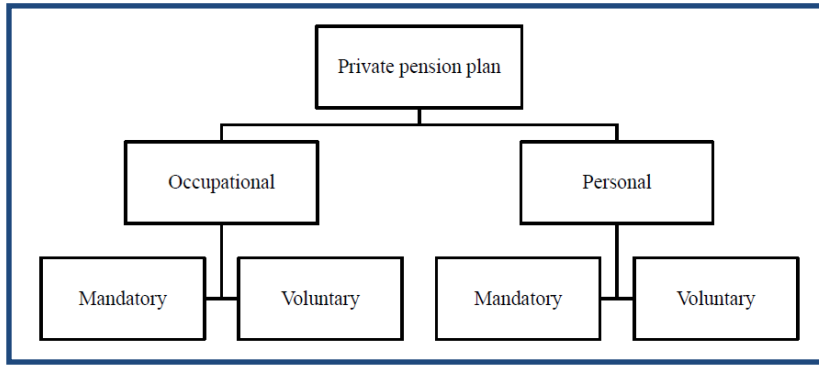 Private pension plan
Occupational
Personal
Mandatory
Voluntary
Mandatory
Voluntary